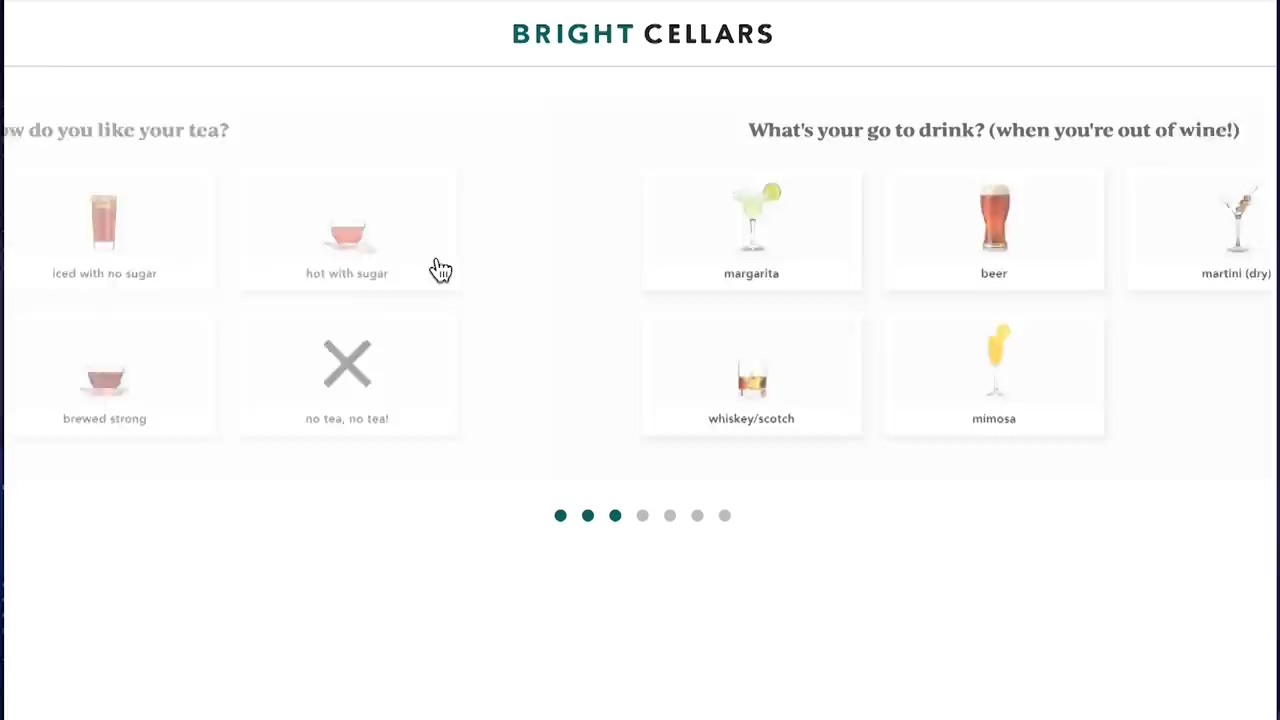 BRIGHT CELLARS
ow do you like your tea?
iced with no sugar
hot with sugar
brewed strong
no tea, no tea!
What's your go to drink? (when you're out of wine!)
margarita
beer
martini (dry)
whiskey/scotch
mimosa